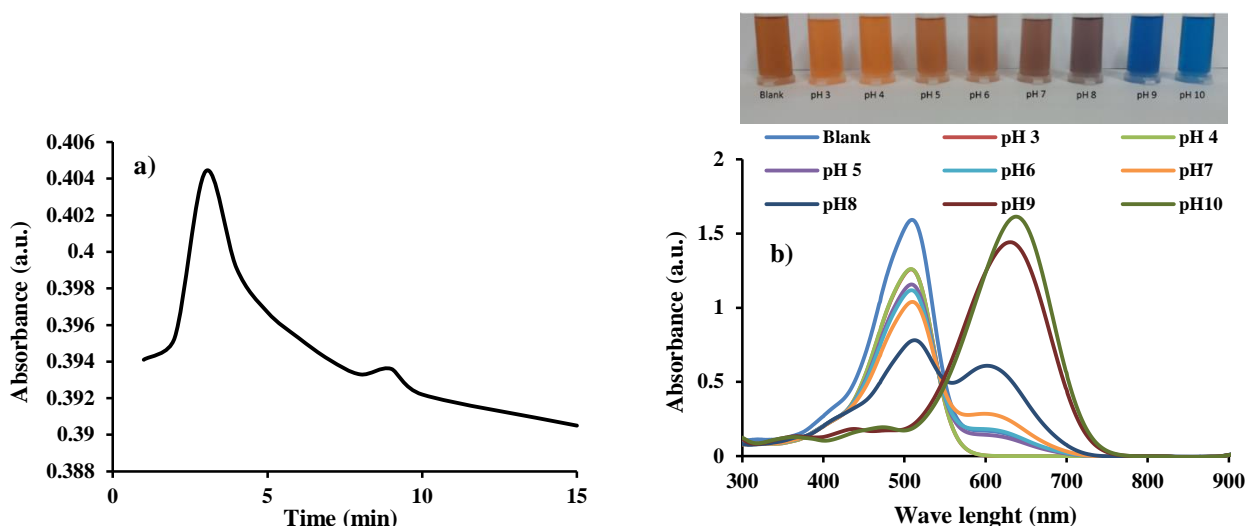 a)
0.406
0.404
0.402
0.4
0.398
0.396
0.394
0.392
0.39
0.388
0 5 10 15
Absorbance (a.u.)
Time (min)
Blank pH 3 pH 4 pH 5 pH 6 pH 7 pH 8 pH 9 pH 10
Blank pH 3 pH 4
pH 5 pH6 pH7
pH8 pH9 pH10
b)
2
1.5
1
0.5
0
300 400 500 600 700 800 900
Absorbance (a.u.)
Wave lenght (nm)